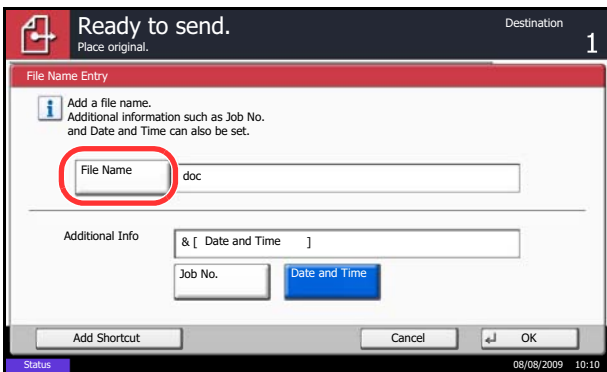 Ready to send.
Destination
Place original.
1
File Name Entry
Add a file name.
Additional information such as Job No.
and Date and Time can also be set.
File Name
doc
Additional Info
& [ Date and Time ]
Job No.
Date and Time
Add Shortcut
Cancel
OK
Status
08/08/2009 10:10